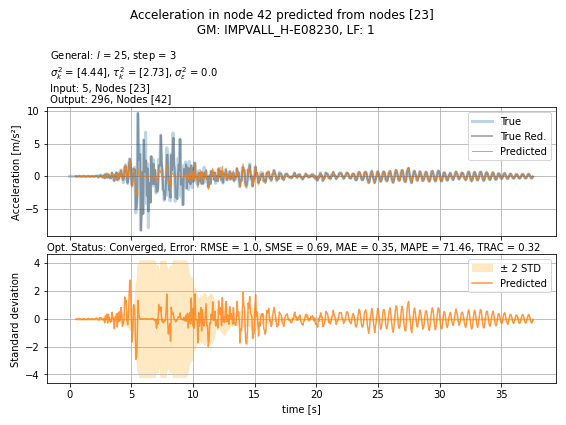 Acceleration in node 42 predicted from nodes [23]
GM: IMPVALL_H-E08230, LF: 1
General: l = 25, step = 3
σ²ₖ = [4.44], τ²ₖ = [2.73], σ²ₑ = 0.0
Input: 5, Nodes [23]
Output: 296, Nodes [42]
10
5
0
−5
Acceleration [m/s²]
True
True Red.
Predicted
Opt. Status: Converged, Error: RMSE = 1.0, SMSE = 0.69, MAE = 0.35, MAPE = 71.46, TRAC = 0.32
4
2
0
−2
−4
Standard deviation
± 2 STD
Predicted
0 5 10 15 20 25 30 35
time [s]